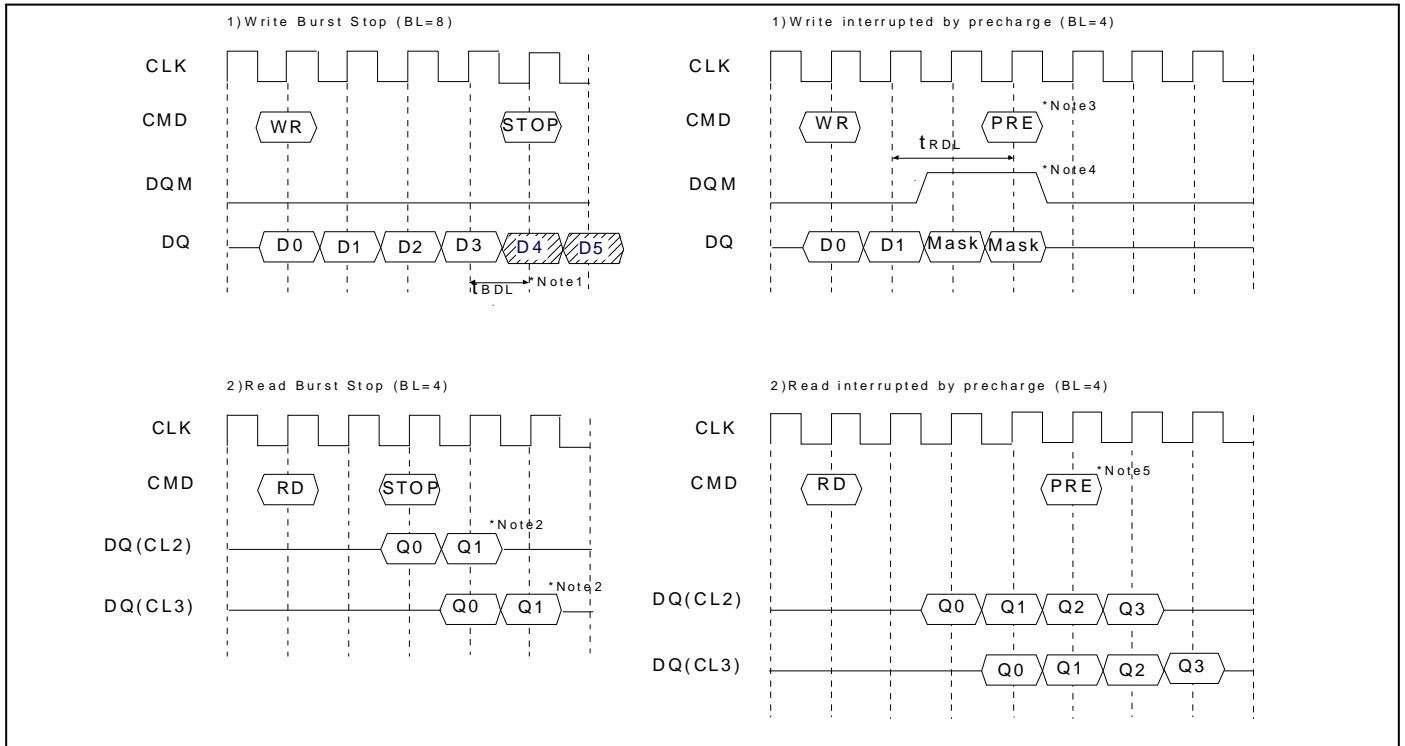 1)Write Burst Stop (BL=8)
CLK
CMD
WR
STOP
DQM
DQ
D0
D1
D2
D3
D4
D5
tBDL
*Note1
1)Write interrupted by precharge (BL=4)
CLK
CMD
WR
PRE
*Note3
tRDL
DQM
*Note4
DQ
D0
D1
Mask
Mask
2)Read Burst Stop (BL=4)
CLK
CMD
RD
STOP
DQ(CL2)
Q0
Q1
*Note2
DQ(CL3)
Q0
Q1
*Note2
2)Read interrupted by precharge (BL=4)
CLK
CMD
RD
PRE
*Note5
DQ(CL2)
Q0
Q1
Q2
Q3
DQ(CL3)
Q0
Q1
Q2
Q3